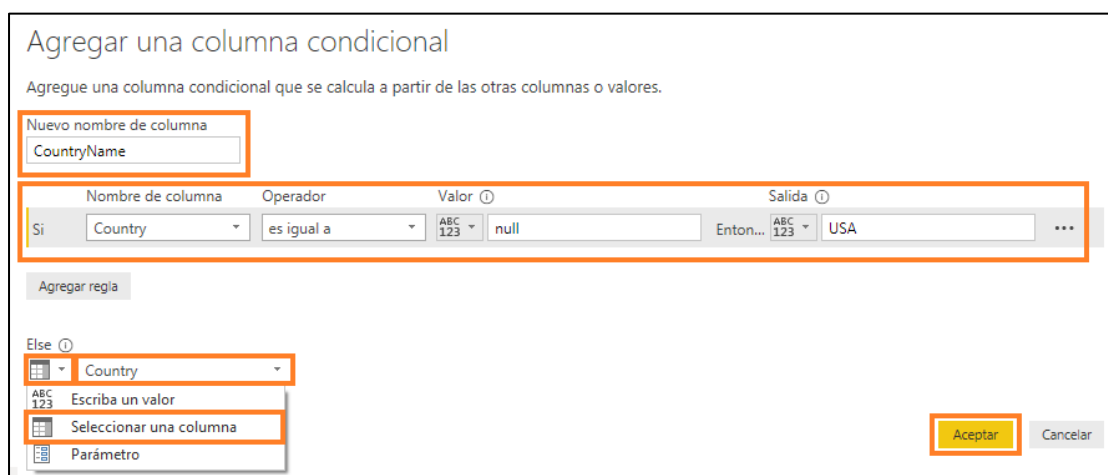 Agregar una columna condicional
Agregue una columna condicional que se calcula a partir de las otras columnas o valores.
Nuevo nombre de columna
CountryName
Nombre de columna Operador Valor Salida
Si Country es igual a ABC 123 null Enton... ABC 123 USA ...
Agregar regla
Else
Country
ABC 123 Escriba un valor
Seleccionar una columna
Parámetro
Aceptar Cancelar